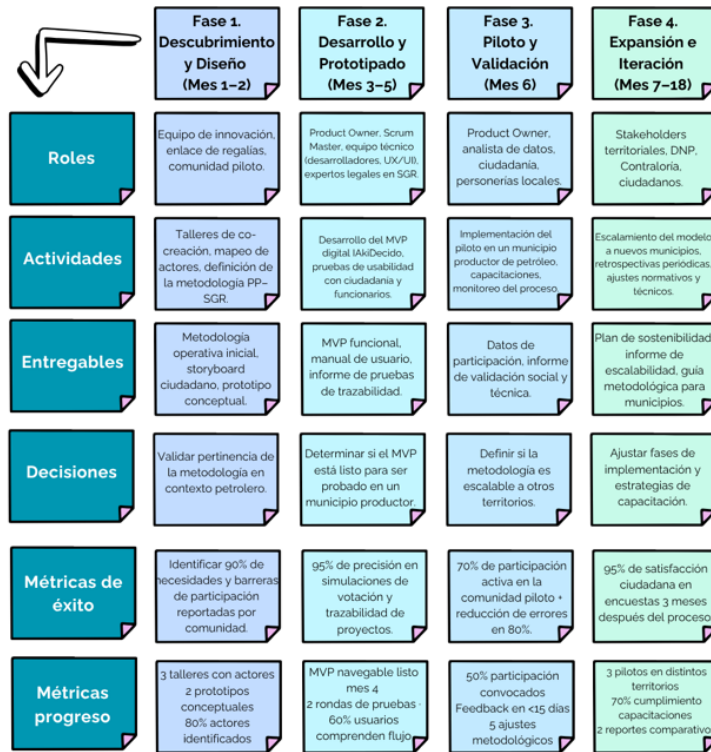 Fase 1.
Descubrimiento
y Diseño
(Mes 1–2)
Fase 2.
Desarrollo y
Prototipado
(Mes 3–5)
Fase 3.
Piloto y
Validación
(Mes 6)
Fase 4.
Expansión e
Iteración
(Mes 7–18)
Roles
Equipo de innovación,
enlace de regalías,
comunidad piloto.
Product Owner, Scrum
Master, equipo técnico
(desarrolladores, UX/UI),
expertos legales en SGR.
Product Owner,
analista de datos,
ciudadanía,
personerías locales.
Stakeholders
territoriales, DNP,
Contraloría,
ciudadanos.
Actividades
Talleres de co-
creación, mapeo de
actores, definición de
la metodología PP–
SGR.
Desarrollo del MVP
digital IAkiDecido,
pruebas de usabilidad
con ciudadanía y
funcionarios.
Implementación del
piloto en un municipio
productor de petróleo,
capacitaciones,
monitoreo del proceso.
Escalamiento del modelo
a nuevos municipios,
retrospectivas periódicas,
ajustes normativos y
técnicos.
Entregables
Metodología
operativa inicial,
storyboard
ciudadano, prototipo
conceptual.
MVP funcional,
manual de usuario,
informe de pruebas
de trazabilidad.
Datos de
participación, informe
de validación social y
técnica.
Plan de sostenibilidad,
informe de
escalabilidad, guía
metodológica para
municipios.
Decisiones
Validar pertinencia de
la metodología en
contexto petrolero.
Determinar si el MVP
está listo para ser
probado en un
municipio productor.
Definir si la
metodología es
escalable a otros
territorios.
Ajustar fases de
implementación y
estrategias de
capacitación.
Métricas de
éxito
Identificar 90% de
necesidades y barreras
de participación
reportadas por
comunidad.
95% de precisión en
simulaciones de
votación y
trazabilidad de
proyectos.
70% de participación
activa en la
comunidad piloto +
reducción de errores
en 80%.
95% de satisfacción
ciudadana en
encuestas 3 meses
después del proceso.
Métricas
progreso
3 talleres con actores
2 prototipos
conceptuales
80% actores
identificados
MVP navegable listo
mes 4
2 rondas de pruebas ·
60% usuarios
comprenden flujo.
50% participación
convocados
Feedback en <15 días
5 ajustes
metodológicos
3 pilotos en distintos
territorios
70% cumplimiento
capacitaciones
2 reportes comparativo